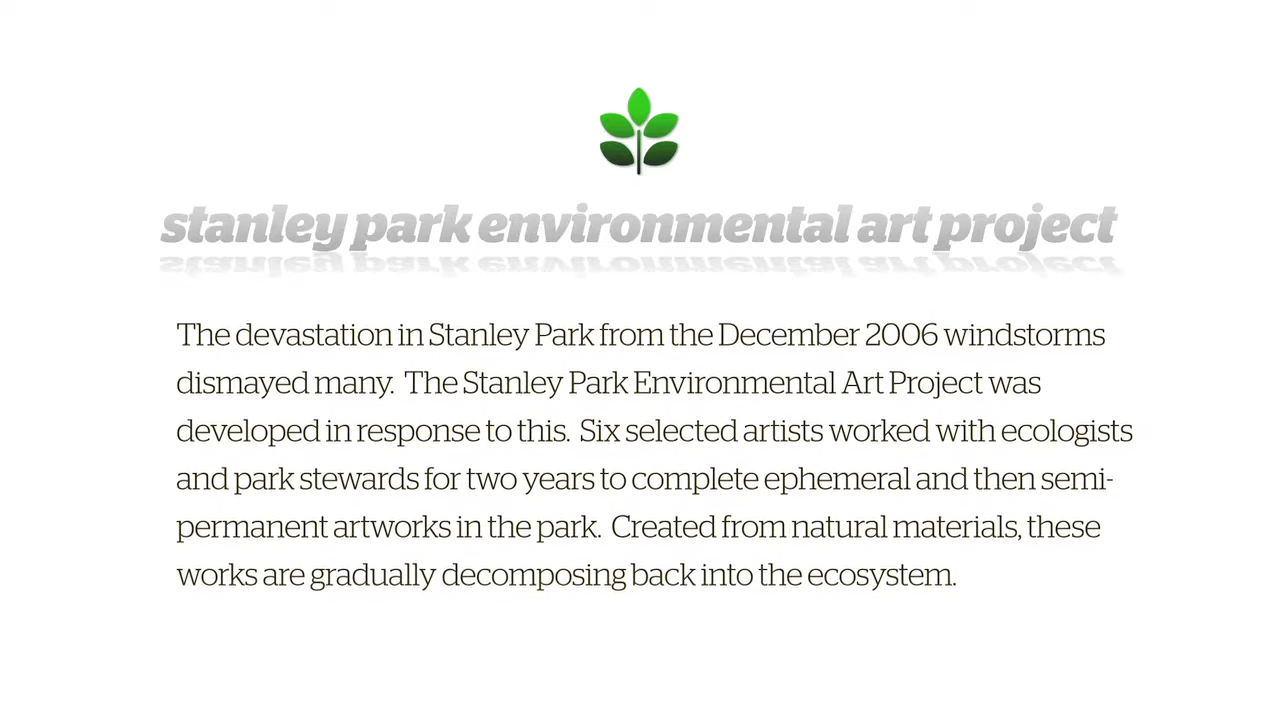 stanley park environmental art project
The devastation in Stanley Park from the December 2006 windstorms
dismayed many.  The Stanley Park Environmental Art Project was
developed in response to this.  Six selected artists worked with ecologists
and park stewards for two years to complete ephemeral and then semi-
permanent artworks in the park.  Created from natural materials, these
works are gradually decomposing back into the ecosystem.